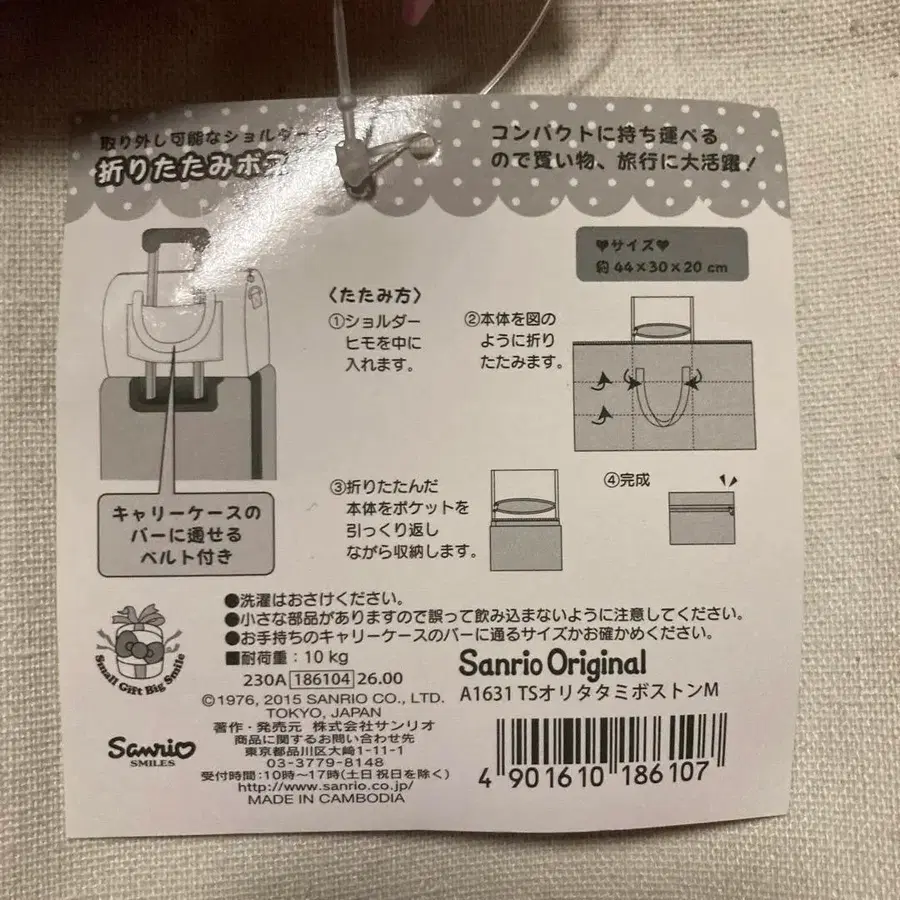 取り外し可能なショルダー
折りたたみボス
コンパクトに持ち運べる
ので買い物、旅行に大活躍!
♥サイズ♥
約 44×30×20 cm
〈たたみ方〉
①ショルダー
ヒモを中に
入れます。
②本体を図の
ように折り
たたみます。
③折りたたんだ
本体をポケットを
引っくり返し
ながら収納します。
④完成
キャリーケースの
バーに通せる
ベルト付き
●洗濯はおさけください。
●小さな部品がありますので誤って飲み込まないように注意してください。
●お手持ちのキャリーケースのバーに通るサイズかお確かめください。
■耐荷重:10 kg
230A 186104 26.00
©1976, 2015 SANRIO CO., LTD.
TOKYO, JAPAN
著作・発売元 株式会社サンリオ
商品に関するお問い合わせ先
東京都品川区大崎1-11-1
03-3779-8148
受付時間:10時〜17時(土日祝日を除く)
http://www.sanrio.co.jp/
MADE IN CAMBODIA
Small Gift Big Smile
Sanrio
SMILES
Sanrio Original
A1631 TSオリタタミボストンM
4 901610 186107